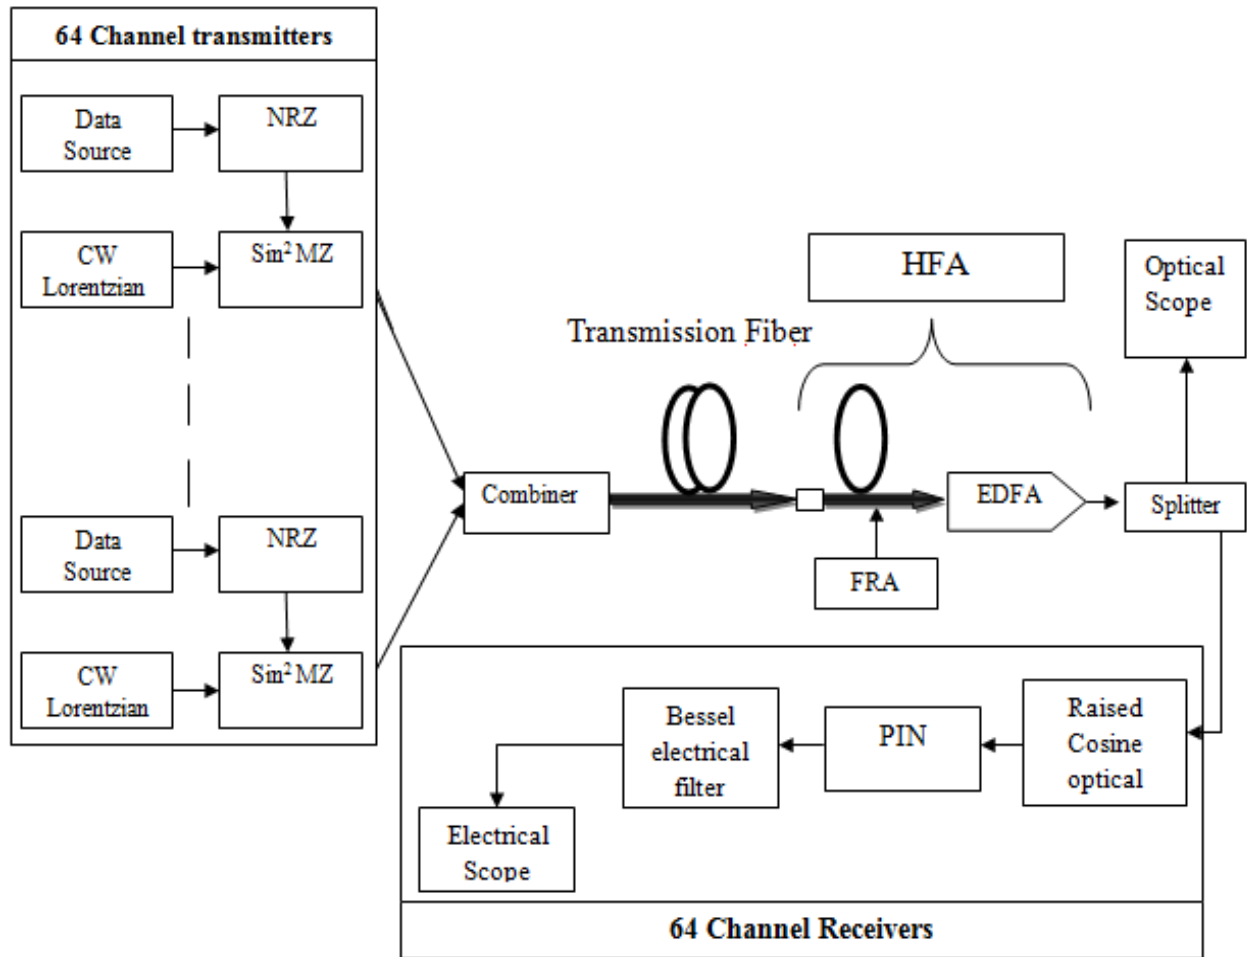 64 Channel transmitters
Data
Source
NRZ
CW
Lorentzian
Sin² MZ
Data
Source
NRZ
CW
Lorentzian
Sin² MZ
Combiner
Transmission Fiber
HFA
FRA
EDFA
Optical
Scope
Splitter
Raised
Cosine
optical
PIN
Bessel
electrical
filter
Electrical
Scope
64 Channel Receivers